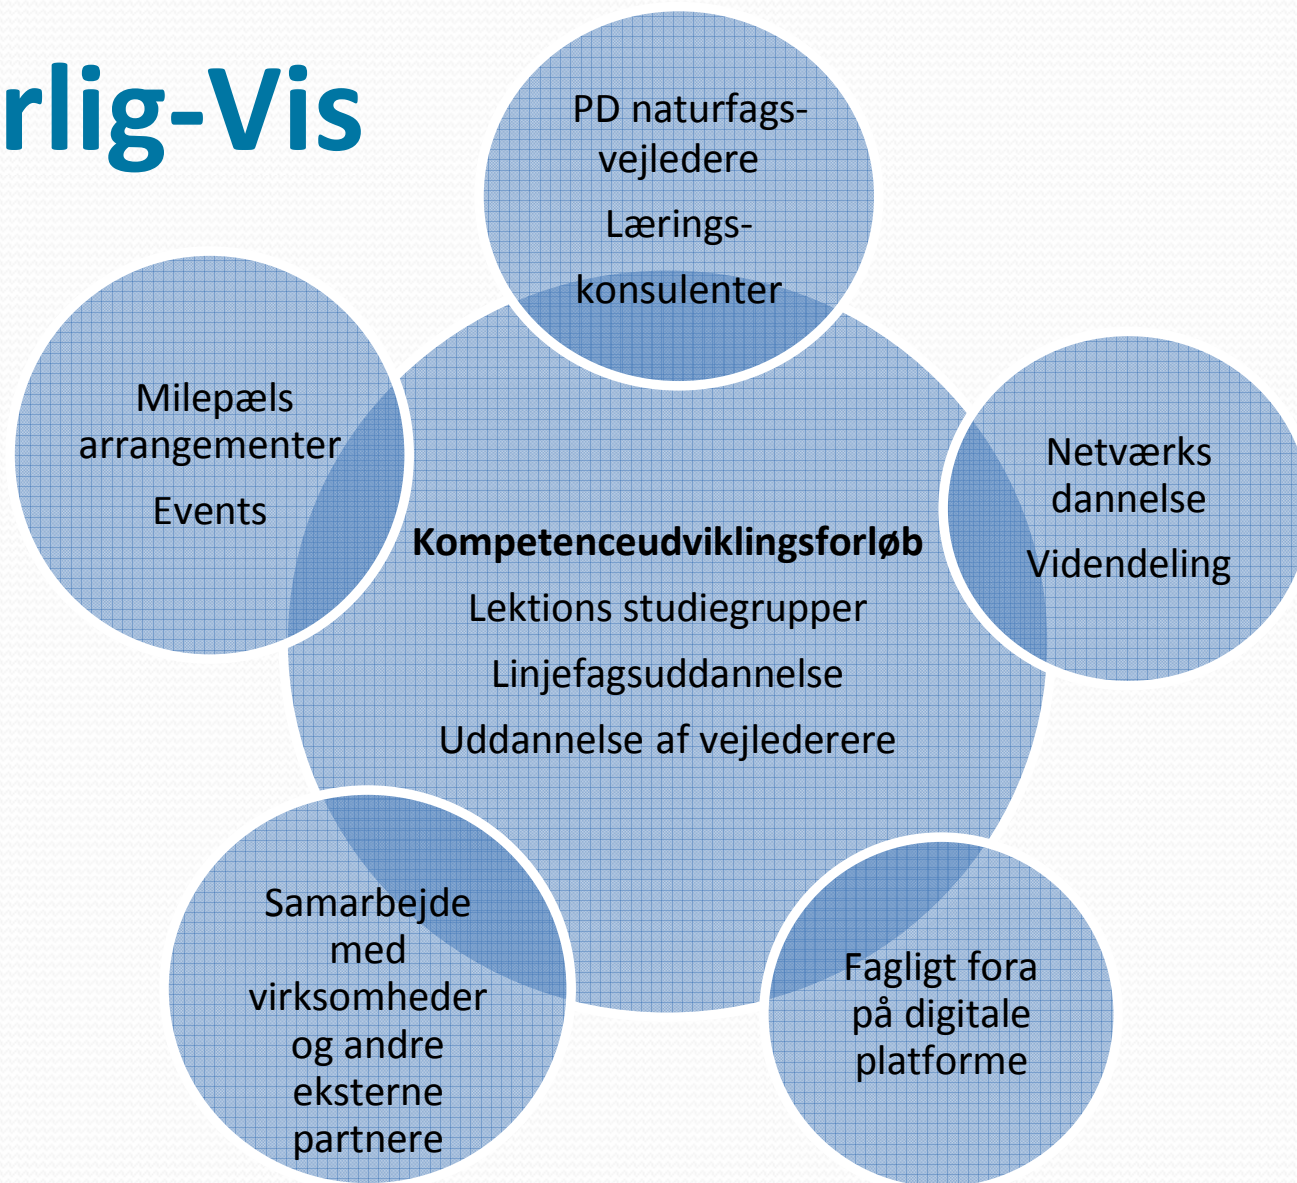 rlig-Vis
PD naturfags-
vejledere
Lærings-
konsulenter
Milepæls
arrangementer
Events
Netværks
dannelse
Videndeling
Kompetenceudviklingsforløb
Lektions studiegrupper
Linjefagsuddannelse
Uddannelse af vejlederere
Samarbejde
med
virksomheder
og andre
eksterne
partnere
Fagligt fora
på digitale
platforme